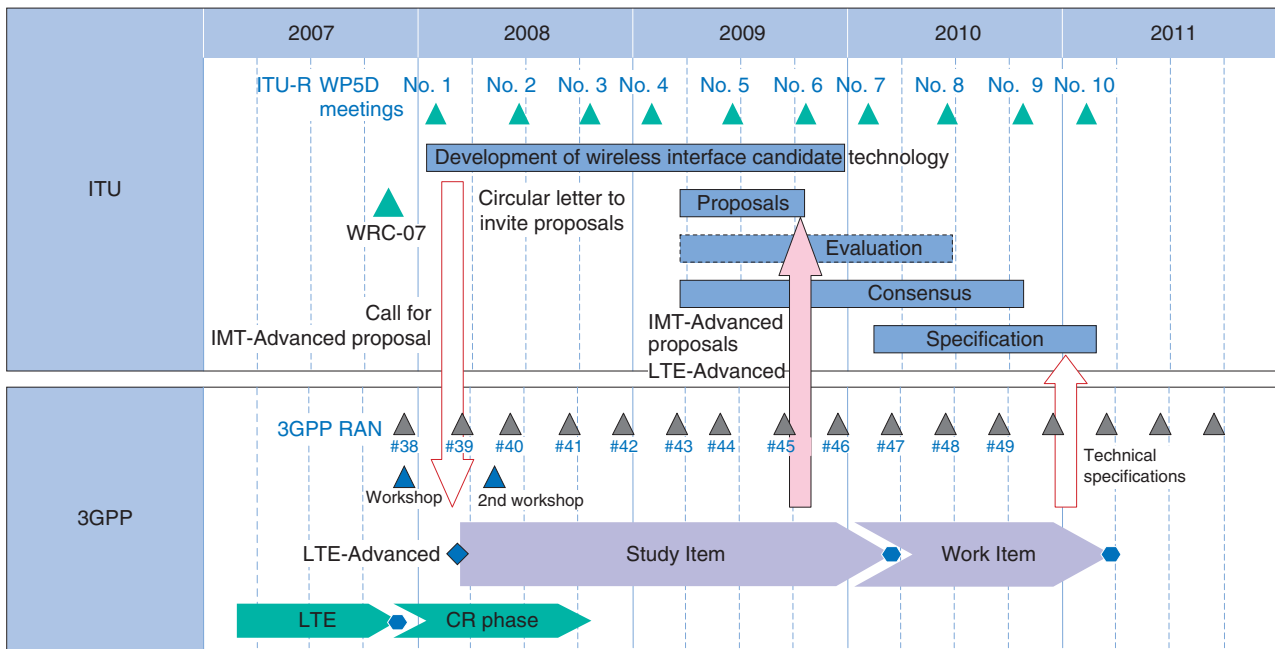 2007 2008 2009 2010 2011
ITU-R WP5D
meetings
No. 1 No. 2 No. 3 No. 4 No. 5 No. 6 No. 7 No. 8 No. 9 No. 10
Development of wireless interface candidate technology
ITU
Circular letter to
invite proposals
Proposals
WRC-07
Evaluation
Call for
IMT-Advanced proposal
Consensus
IMT-Advanced
proposals
LTE-Advanced
Specification
3GPP RAN
#38 #39 #40 #41 #42 #43 #44 #45 #46 #47 #48 #49
Technical
specifications
Workshop
2nd workshop
3GPP
LTE-Advanced
Study Item
Work Item
LTE
CR phase